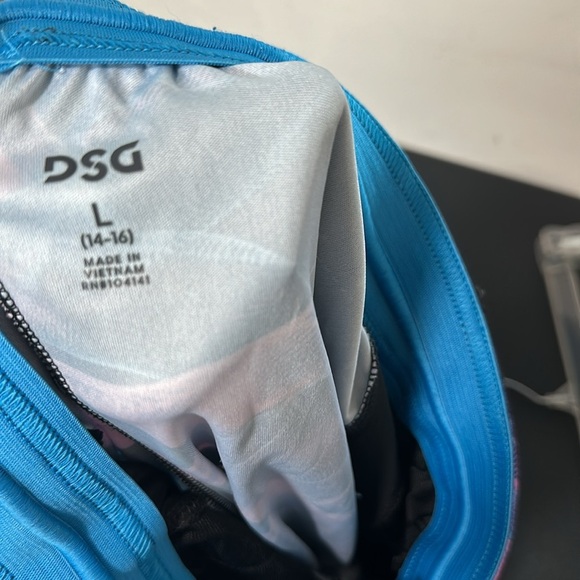 DSG
L
(14-16)
MADE IN
VIETNAM
RN#104141